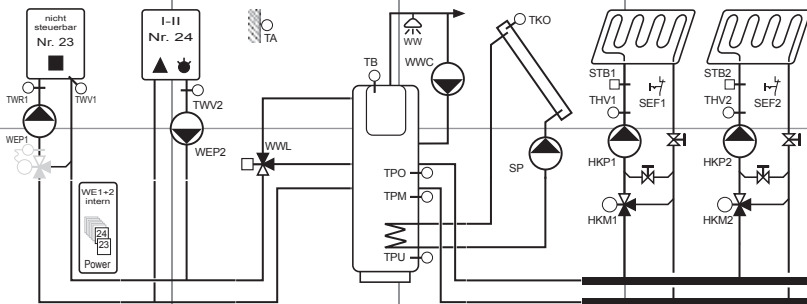 nicht
steuerbar
Nr. 23
I-II
Nr. 24
TA
TKO
WW
TB
WWC
TWR1
TWV1
TWV2
WEP1
WEP2
WWL
SP
TPO
TPM
TPU
WE1+2
intern
24
23
Power
STB1
SEF1
THV1
HKP1
HKM1
STB2
SEF2
THV2
HKP2
HKM2